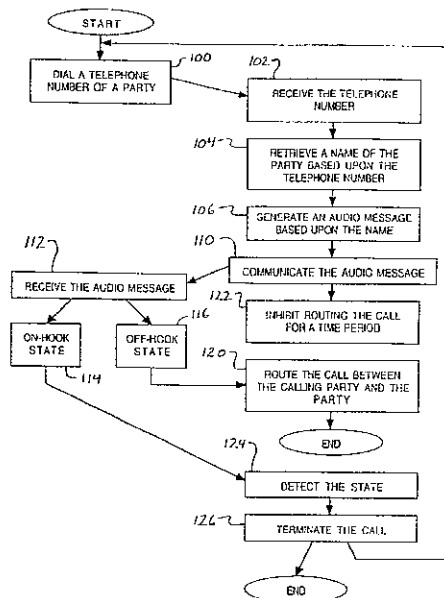 START
100
DIAL A TELEPHONE
NUMBER OF A PARTY
102
RECEIVE THE TELEPHONE
NUMBER
104
RETRIEVE A NAME OF THE
PARTY BASED UPON THE
TELEPHONE NUMBER
106
GENERATE AN AUDIO MESSAGE
BASED UPON THE NAME
110
COMMUNICATE THE AUDIO MESSAGE
112
RECEIVE THE AUDIO MESSAGE
122
INHIBIT ROUTING THE CALL
FOR A TIME PERIOD
ON-HOOK
STATE
114
OFF-HOOK
STATE
116
120
ROUTE THE CALL BETWEEN
THE CALLING PARTY AND THE
PARTY
END
124
DETECT THE STATE
126
TERMINATE THE CALL
END